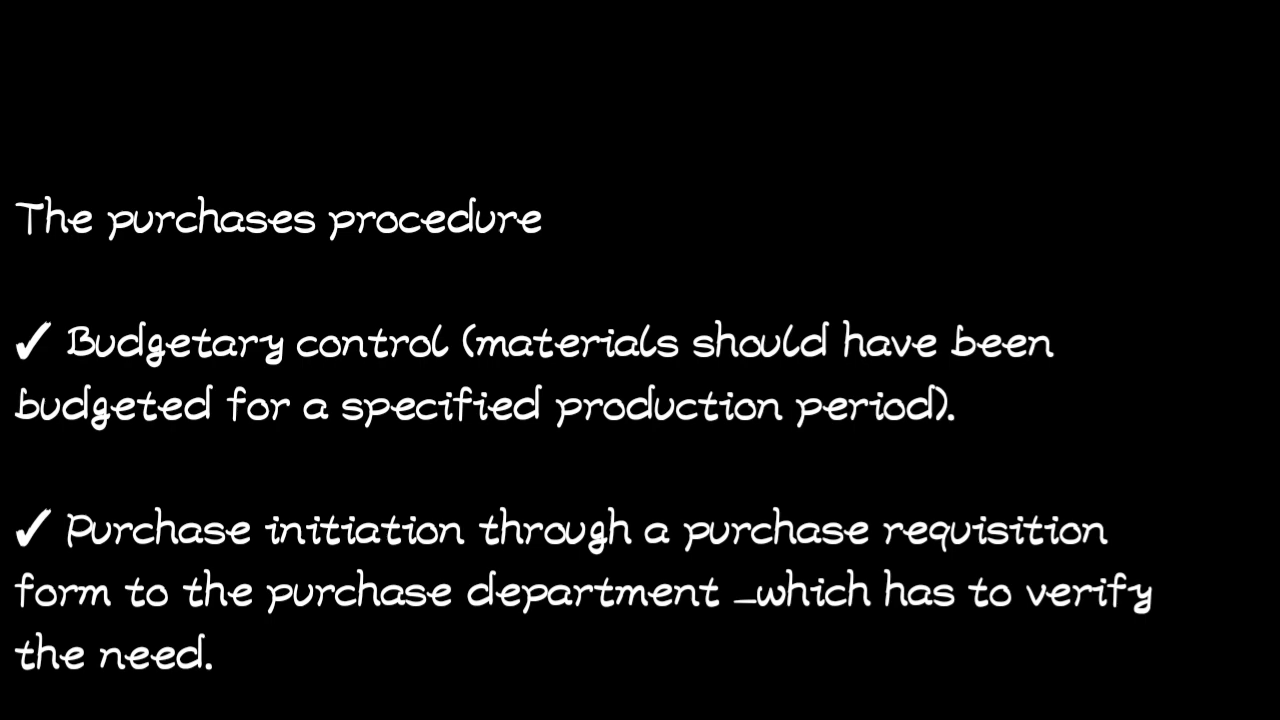 The purchases procedure
✓ Budgetary control (materials should have been
budgeted for a specified production period).
✓ Purchase initiation through a purchase requisition
form to the purchase department _which has to verify
the need.